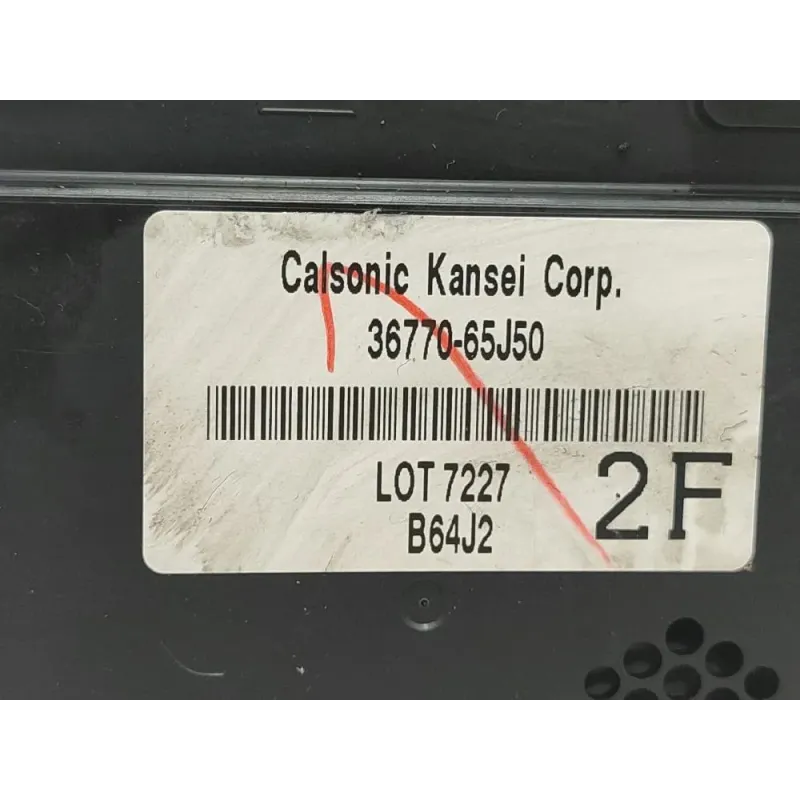 Calsonic Kansei Corp.
36770-65J50
LOT 7227
B64J2
2F